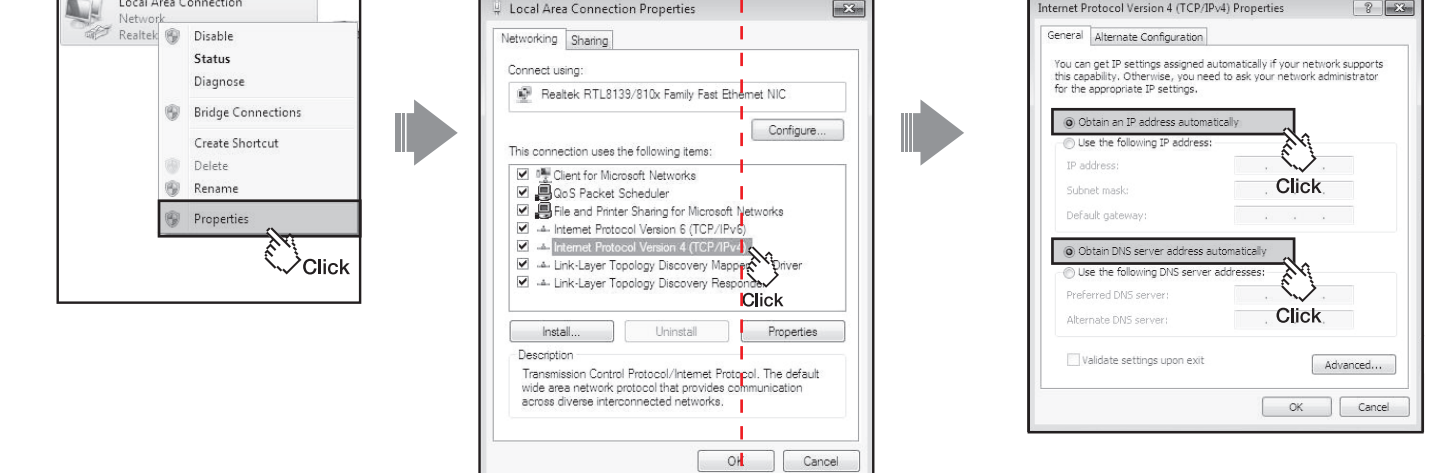 Local Area Connection
Network
Realtek
Disable
Status
Diagnose
Bridge Connections
Create Shortcut
Delete
Rename
Properties
Click
Local Area Connection Properties
Networking
Sharing
Connect using:
Realtek RTL8139/810x Family Fast Ethernet NIC
Configure...
This connection uses the following items:
Client for Microsoft Networks
QoS Packet Scheduler
File and Printer Sharing for Microsoft Networks
Internet Protocol Version 6 (TCP/IPv6)
Internet Protocol Version 4 (TCP/IPv4)
Link-Layer Topology Discovery Driver
Link-Layer Topology Discovery Responder
Click
Install...
Uninstall
Properties
Description
Transmission Control Protocol/Internet Protocol. The default
wide area network protocol that provides communication
across diverse interconnected networks.
OK
Cancel
Internet Protocol Version 4 (TCP/IPv4) Properties
General
Alternate Configuration
You can get IP settings assigned automatically if your network supports
this capability. Otherwise, you need to ask your network administrator
for the appropriate IP settings.
Obtain an IP address automatically
Use the following IP address:
IP address:
Subnet mask:
Default gateway:
Click
Obtain DNS server address automatically
Use the following DNS server addresses:
Preferred DNS server:
Alternate DNS server:
Click
Validate settings upon exit
Advanced...
OK
Cancel